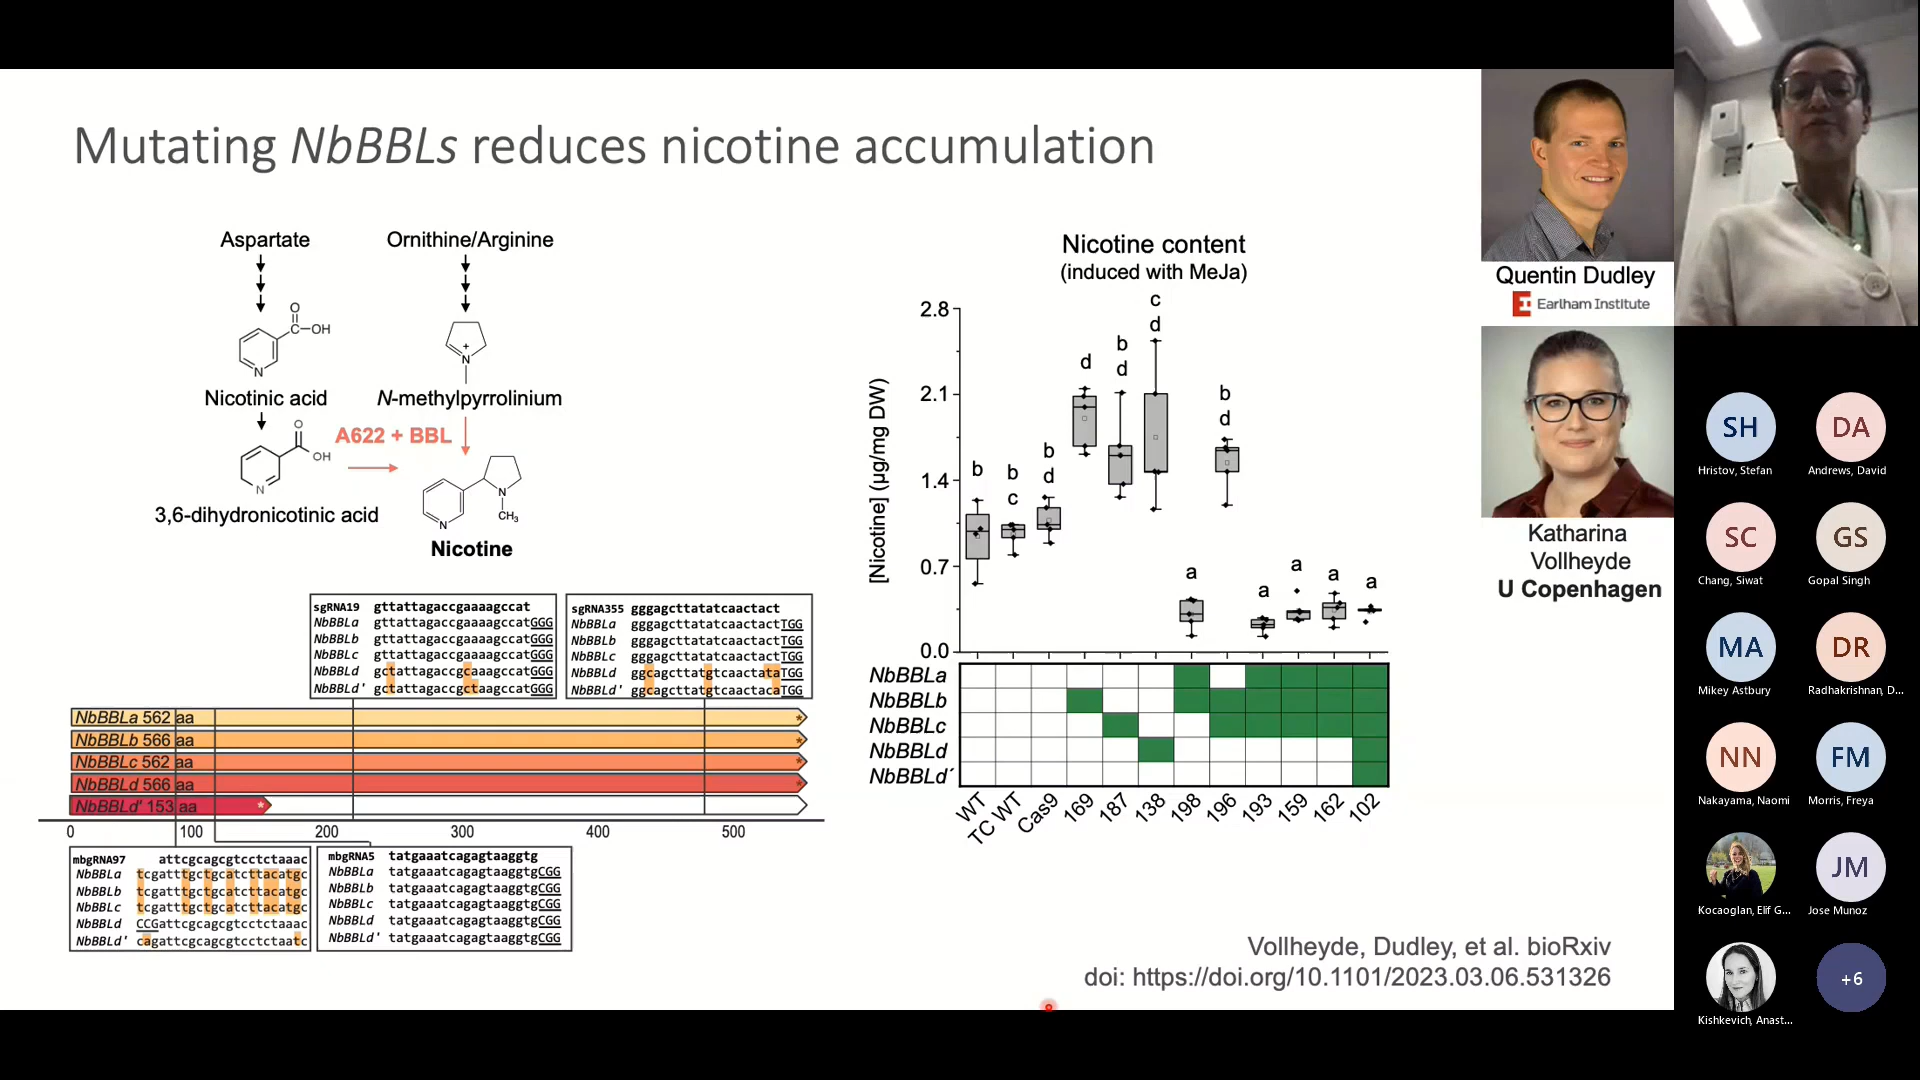 Mutating NbBBLs reduces nicotine accumulation
Aspartate
Ornithine/Arginine
O
C–OH
N
+
N
Nicotinic acid
N-methylpyrrolinium
A622 + BBL
O
OH
N
N
CH3
N
3,6-dihydronicotinic acid
Nicotine
sgRNA19 gttattagaccgaaaagccat
NbBBLa gttattagaccgaaaagccatGGG
NbBBLb gttattagaccgaaaagccatGGG
NbBBLc gttattagaccgaaaagccatGGG
NbBBLd gctattagaccgcaaagccatGGG
NbBBLd' gctattagaccgctaagccatGGG
sgRNA355 gggagcttatatcaactact
NbBBLa gggagcttatatcaactactTGG
NbBBLb gggagcttatatcaactactTGG
NbBBLc gggagcttatatcaactactTGG
NbBBLd ggcagcttatgtcaactataTGG
NbBBLd' ggcagcttatgtcaactacaTGG
NbBBLa 562 aa *
NbBBLb 566 aa *
NbBBLc 562 aa *
NbBBLd 566 aa *
NbBBLd' 153 aa *
0 100 200 300 400 500
mbgRNA97 attcgcagcgtcctctaaac
NbBBLa tcgatttgctgcatcttacatgc
NbBBLb tcgatttgctgcatcttacatgc
NbBBLc tcgatttgctgcatcttacatgc
NbBBLd CCGattcgcagcgtcctctaaac
NbBBLd' cagattcgcagcgtcctctaatc
mbgRNA5 tatgaaatcagagtaaggtg
NbBBLa tatgaaatcagagtaaggtgCGG
NbBBLb tatgaaatcagagtaaggtgCGG
NbBBLc tatgaaatcagagtaaggtgCGG
NbBBLd tatgaaatcagagtaaggtgCGG
NbBBLd' tatgaaatcagagtaaggtgCGG
Nicotine content
(induced with MeJa)
[Nicotine] (µg/mg DW)
2.8
2.1
1.4
0.7
0.0
b
b
c
b
d
d
b
d
c
d
a
b
d
a
a
a
a
NbBBLa
NbBBLb
NbBBLc
NbBBLd
NbBBLd´
WT
TC WT
Cas9
169
187
138
198
196
193
159
162
102
Quentin Dudley
Earlham Institute
Katharina
Vollheyde
U Copenhagen
Vollheyde, Dudley, et al. bioRxiv
doi: https://doi.org/10.1101/2023.03.06.531326
SH
Hristov, Stefan
DA
Andrews, David
SC
Chang, Siwat
GS
Gopal Singh
MA
Mikey Astbury
DR
Radhakrishnan, D...
NN
Nakayama, Naomi
FM
Morris, Freya
Kocaoglan, Elif G...
JM
Jose Munoz
Kishkevich, Anast...
+6